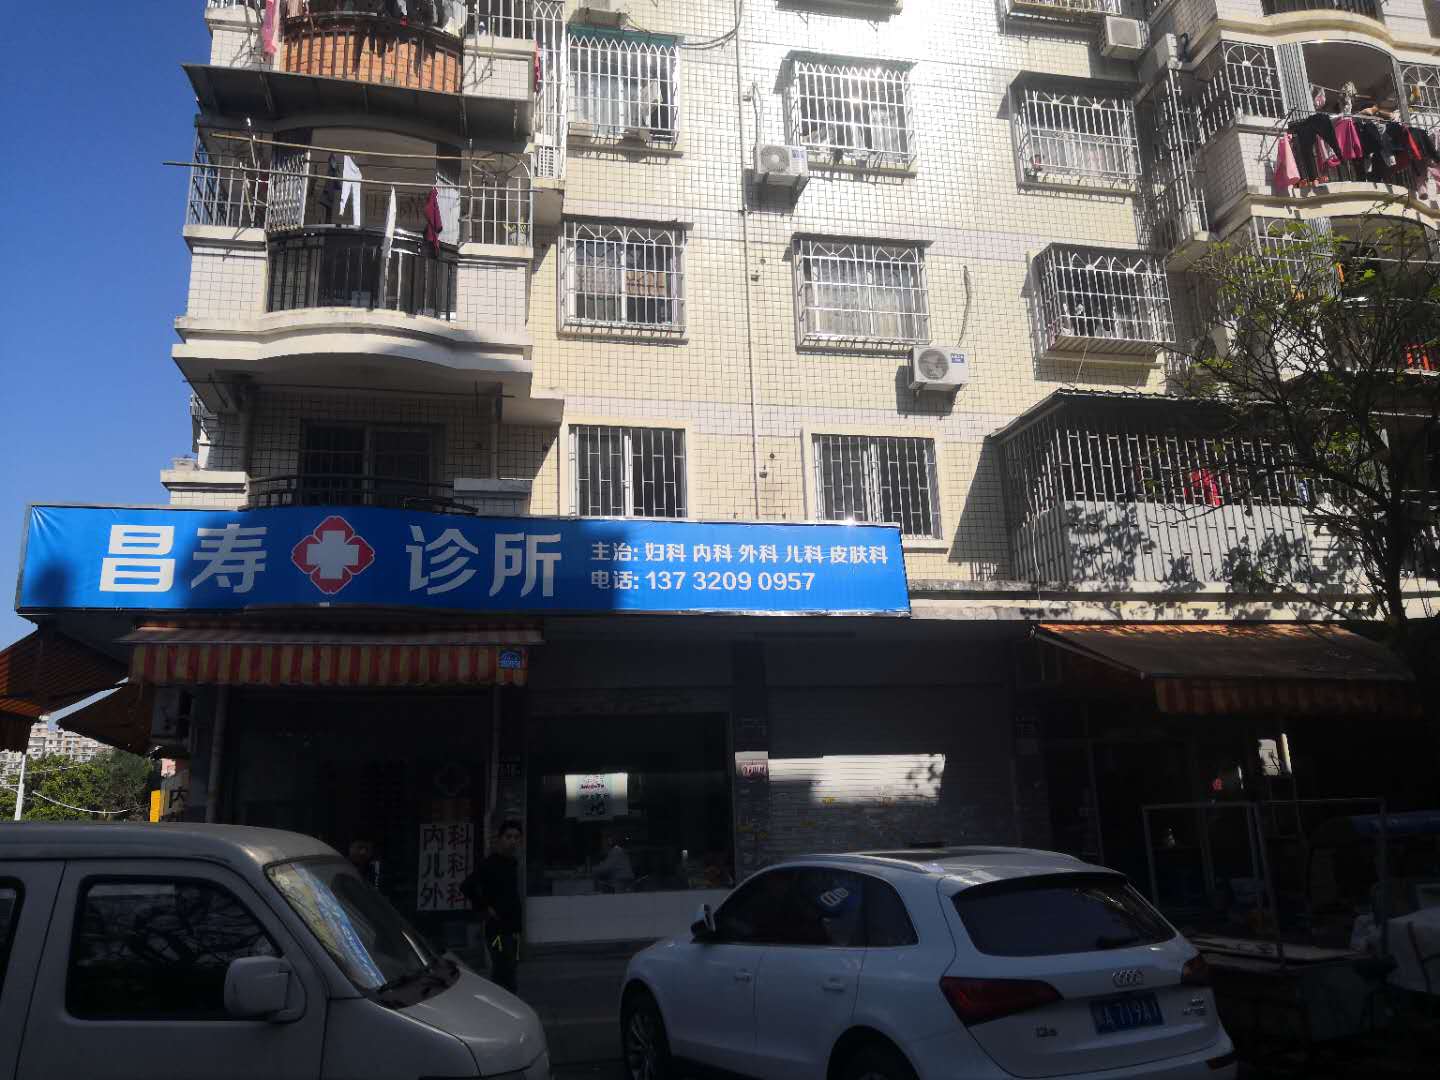 昌寿 诊所
主治: 妇科 内科 外科 儿科 皮肤科
电话: 137 3209 0957
内科
儿科
外科
内